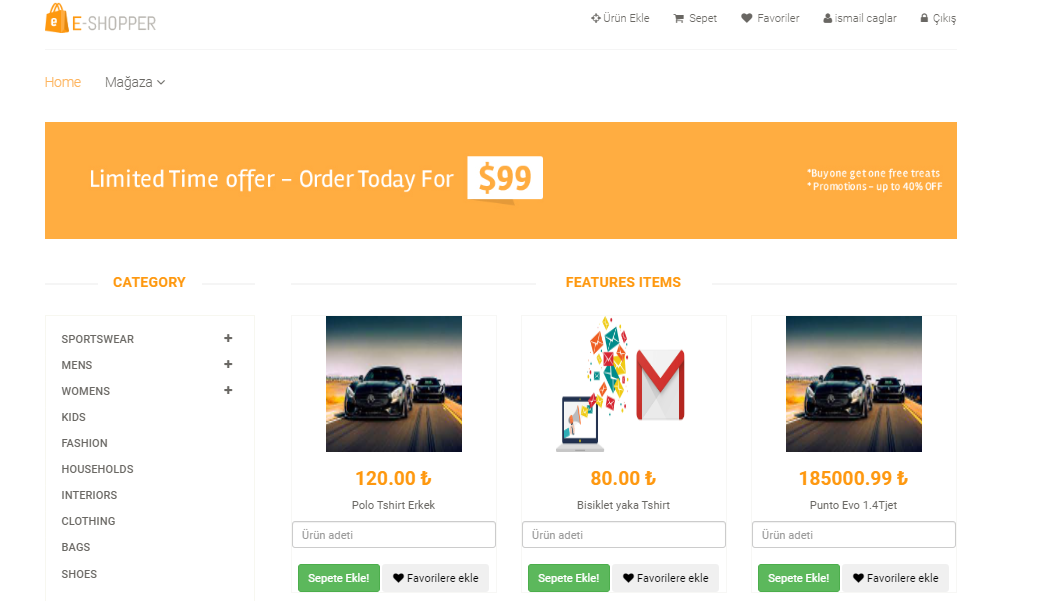 E-SHOPPER
Ürün Ekle Sepet Favoriler ismail caglar Çıkış
Home Mağaza
Limited Time offer – Order Today For $99
*Buy one get one free treats
* Promotions – up to 40% OFF
CATEGORY
SPORTSWEAR
MENS
WOMENS
KIDS
FASHION
HOUSEHOLDS
INTERIORS
CLOTHING
BAGS
SHOES
FEATURES ITEMS
120.00 ₺
Polo Tshirt Erkek
Ürün adeti
Sepete Ekle! Favorilere ekle
80.00 ₺
Bisiklet yaka Tshirt
Ürün adeti
Sepete Ekle! Favorilere ekle
185000.99 ₺
Punto Evo 1.4Tjet
Ürün adeti
Sepete Ekle! Favorilere ekle